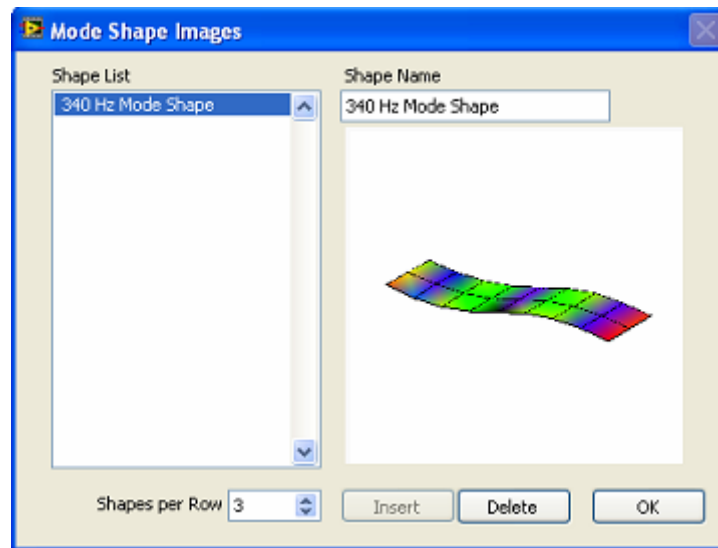 Mode Shape Images
Shape List
Shape Name
340 Hz Mode Shape
340 Hz Mode Shape
Shapes per Row 3
Insert
Delete
OK